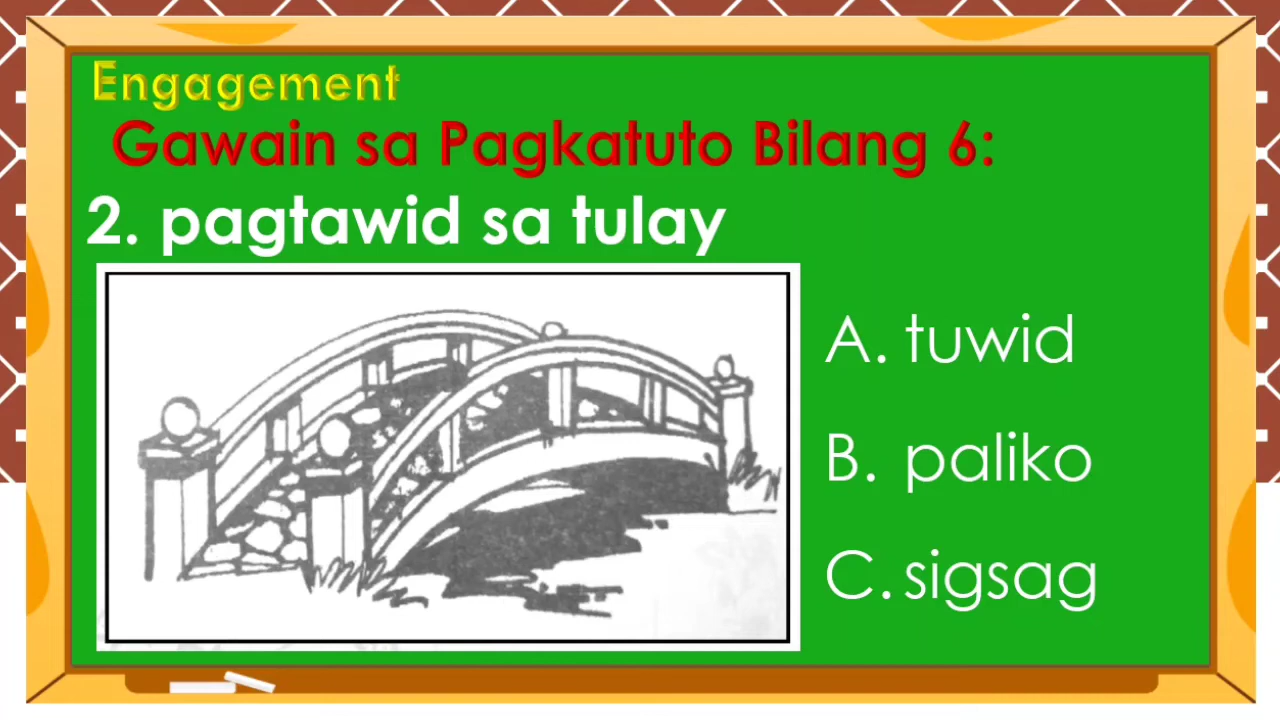 Engagement
Gawain sa Pagkatuto Bilang 6:
2. pagtawid sa tulay
A. tuwid
B. paliko
C. sigsag